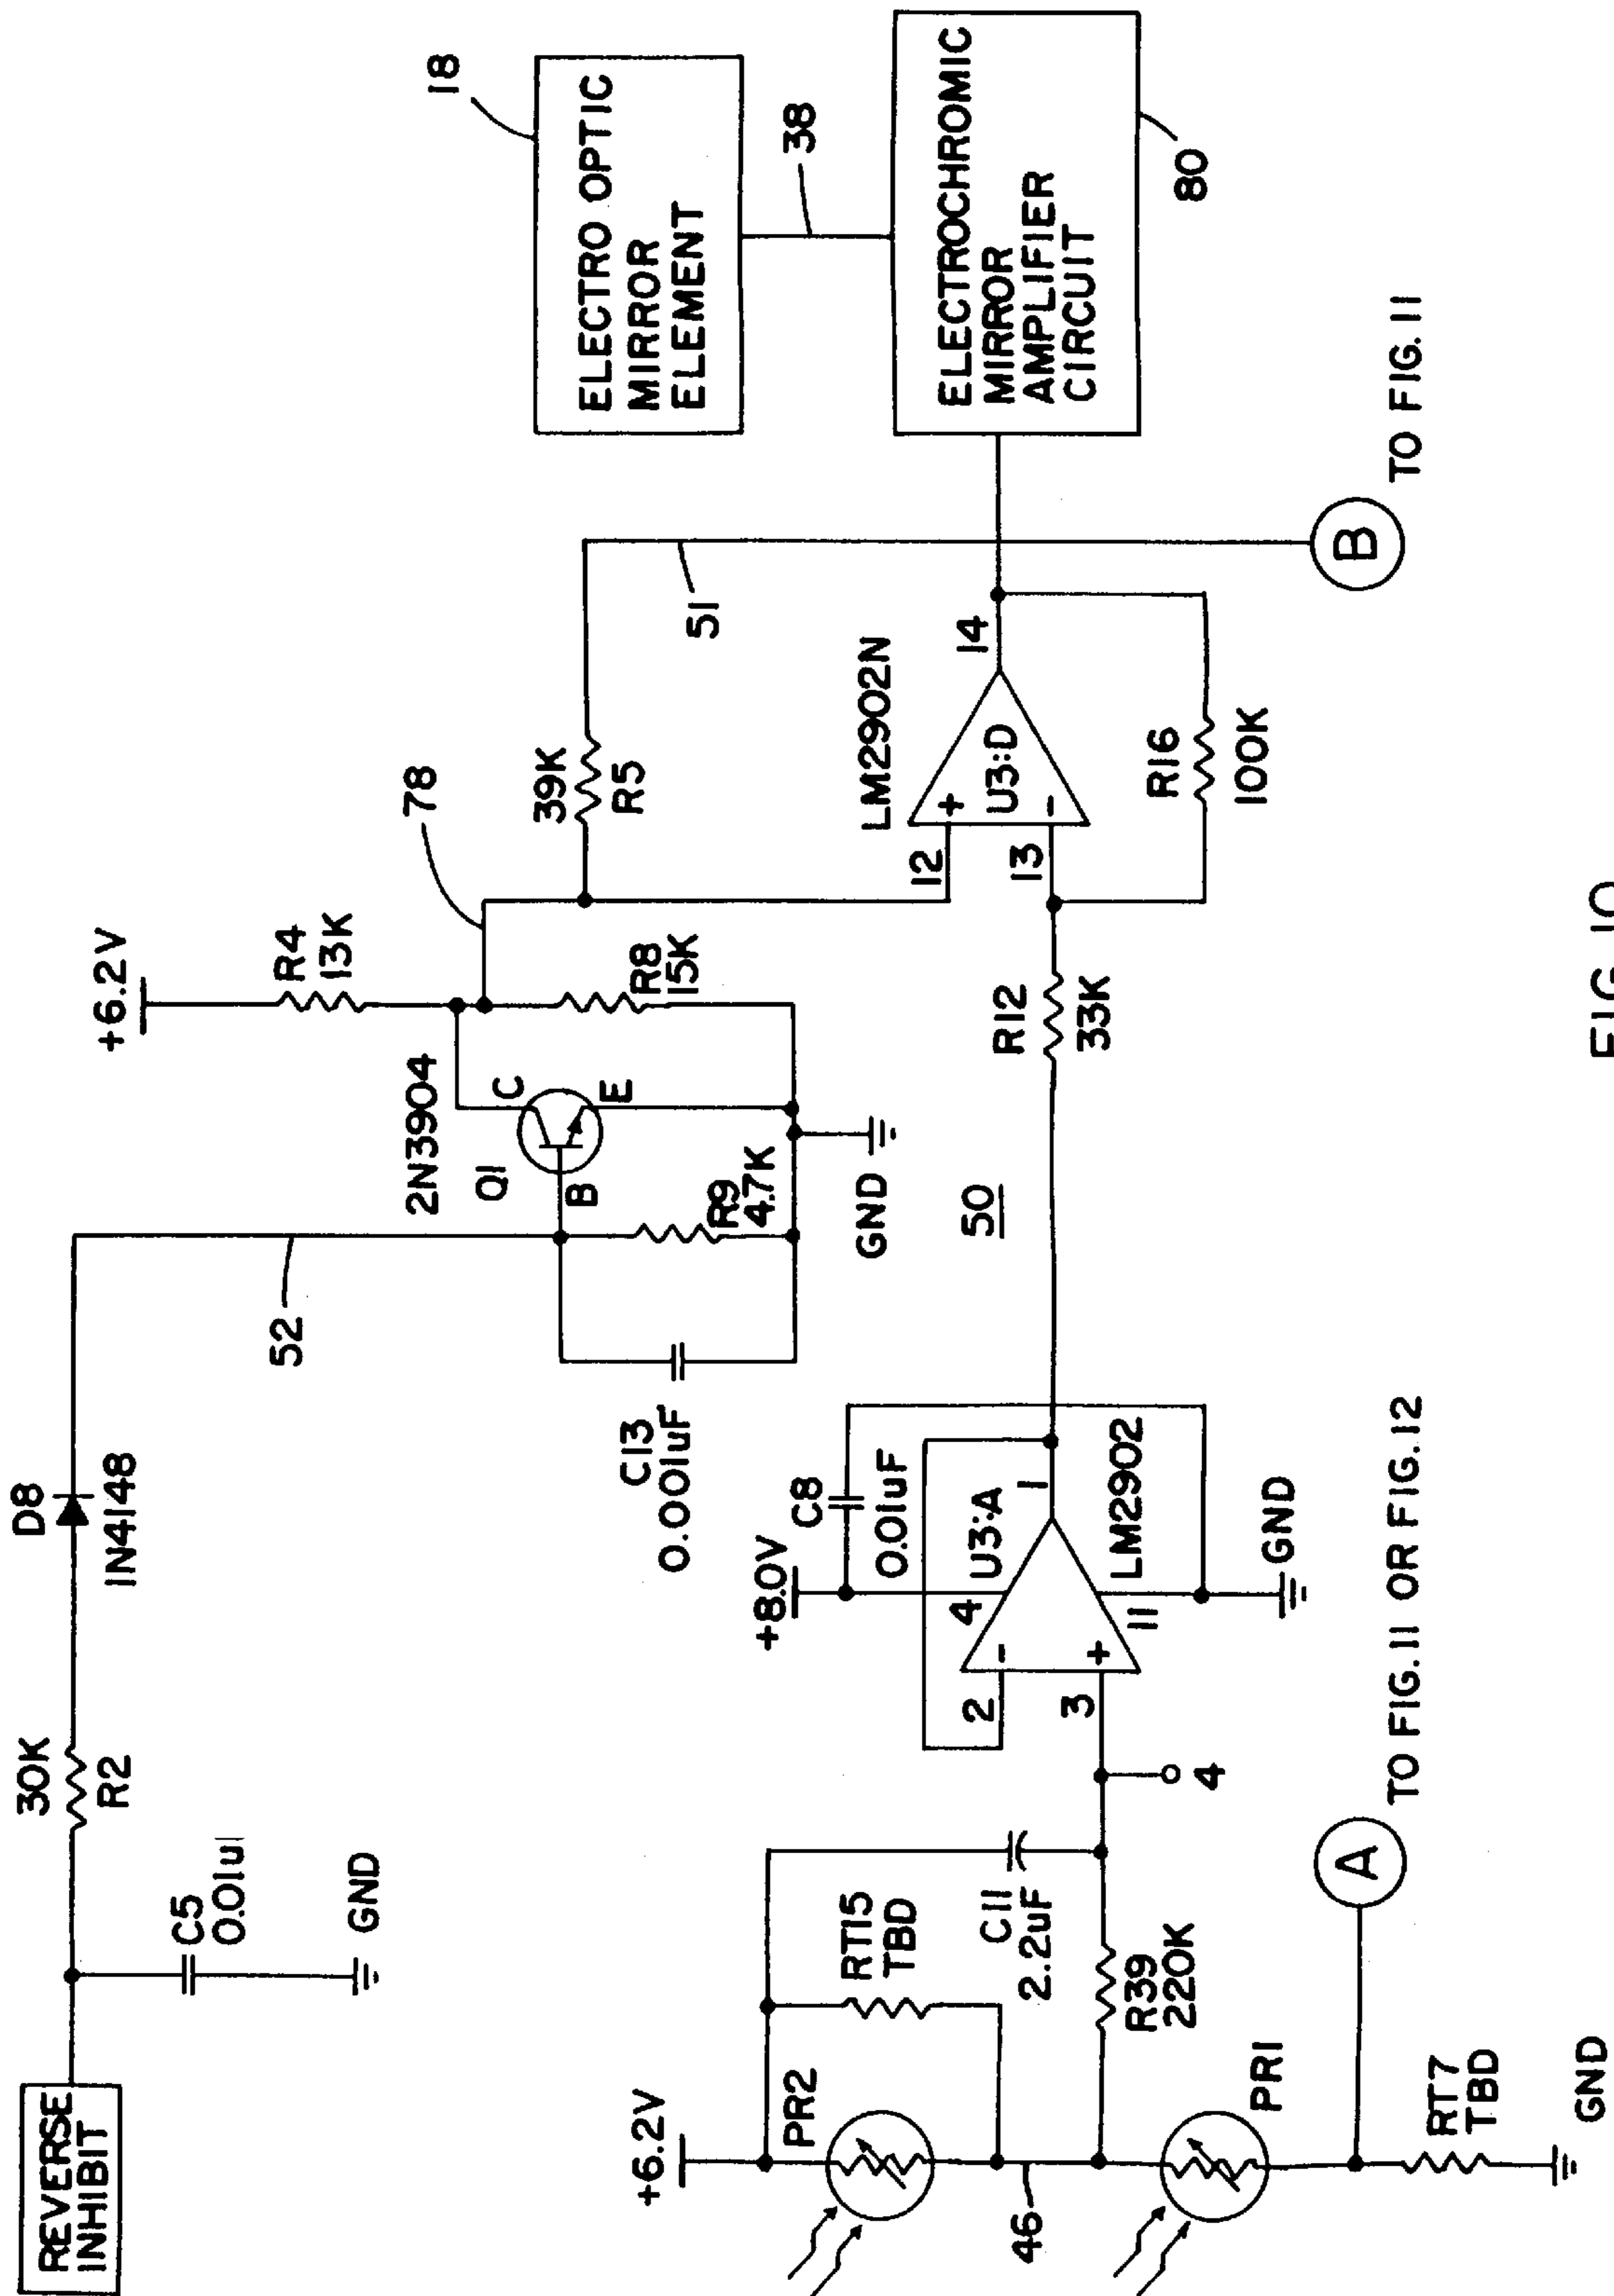 REVERSE
INHIBIT
30K
R2
D8
1N4148
C5
GND
52
+6.2V
R4
13K
78
2N3904
Q1
C
B
E
R8
15K
R9
4.7K
C13
0.001uF
GND
39K
R5
51
18
ELECTRO OPTIC
MIRROR
ELEMENT
38
ELECTROCHROMIC
MIRROR
AMPLIFIER
CIRCUIT
80
+6.2V
PR2
RT15
TBD
C11
2.2uF
46
R39
220K
4
PR1
A
TO FIG. 11 OR FIG. 12
RT7
TBD
GND
+8.0V
C8
0.01uF
4
U3:A
2
-
3
+
1
11
LM2902
GND
50
R12
33K
LM2902N
12
+
U3:D
13
-
14
R16
100K
B
TO FIG. 11